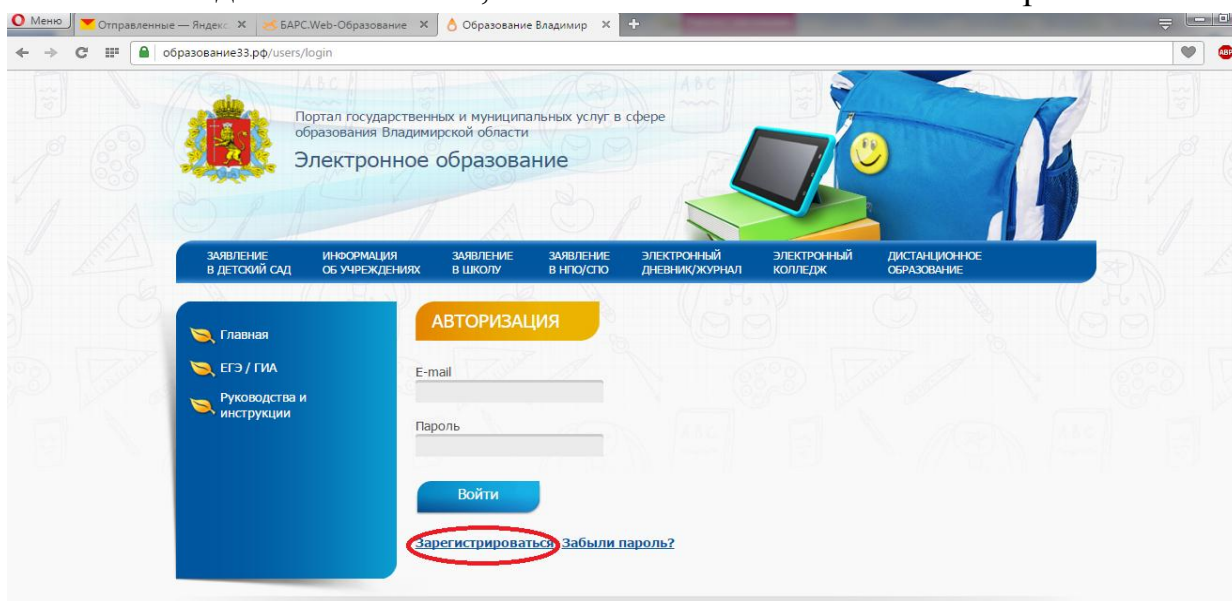 Меню
Отправленные — Яндекс
БАРС.Web-Образование
Образование Владимир
образование33.рф/users/login
ABP
Портал государственных и муниципальных услуг в сфере
образования Владимирской области
Электронное образование
ЗАЯВЛЕНИЕ
В ДЕТСКИЙ САД
ИНФОРМАЦИЯ
ОБ УЧРЕЖДЕНИЯХ
ЗАЯВЛЕНИЕ
В ШКОЛУ
ЗАЯВЛЕНИЕ
В НПО/СПО
ЭЛЕКТРОННЫЙ
ДНЕВНИК/ЖУРНАЛ
ЭЛЕКТРОННЫЙ
КОЛЛЕДЖ
ДИСТАНЦИОННОЕ
ОБРАЗОВАНИЕ
Главная
ЕГЭ / ГИА
Руководства и
инструкции
АВТОРИЗАЦИЯ
E-mail
Пароль
Войти
Зарегистрироваться Забыли пароль?